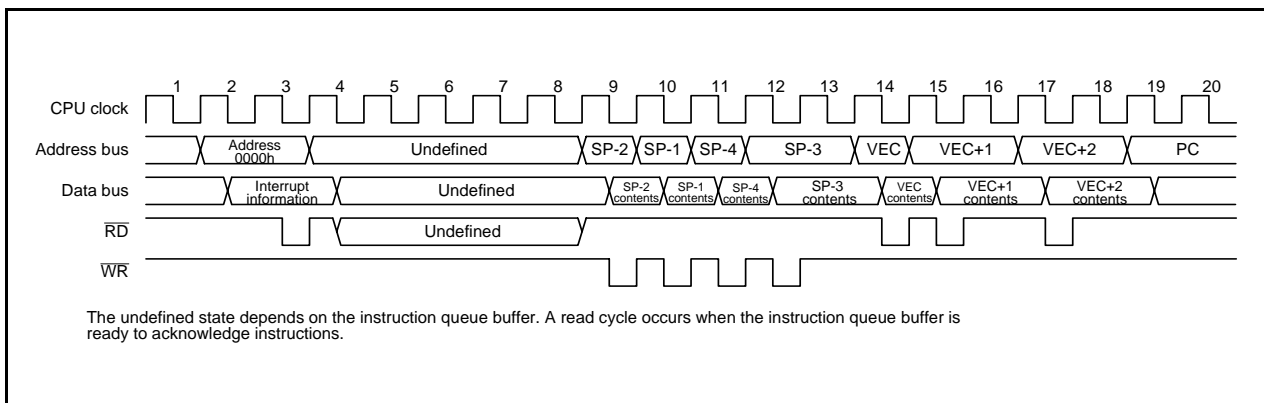 1 2 3 4 5 6 7 8 9 10 11 12 13 14 15 16 17 18 19 20
CPU clock
Address bus
Address
0000h
Undefined
SP-2
SP-1
SP-4
SP-3
VEC
VEC+1
VEC+2
PC
Data bus
Interrupt
information
Undefined
SP-2
contents
SP-1
contents
SP-4
contents
SP-3
contents
VEC
contents
VEC+1
contents
VEC+2
contents
RD
Undefined
WR
The undefined state depends on the instruction queue buffer. A read cycle occurs when the instruction queue buffer is
ready to acknowledge instructions.